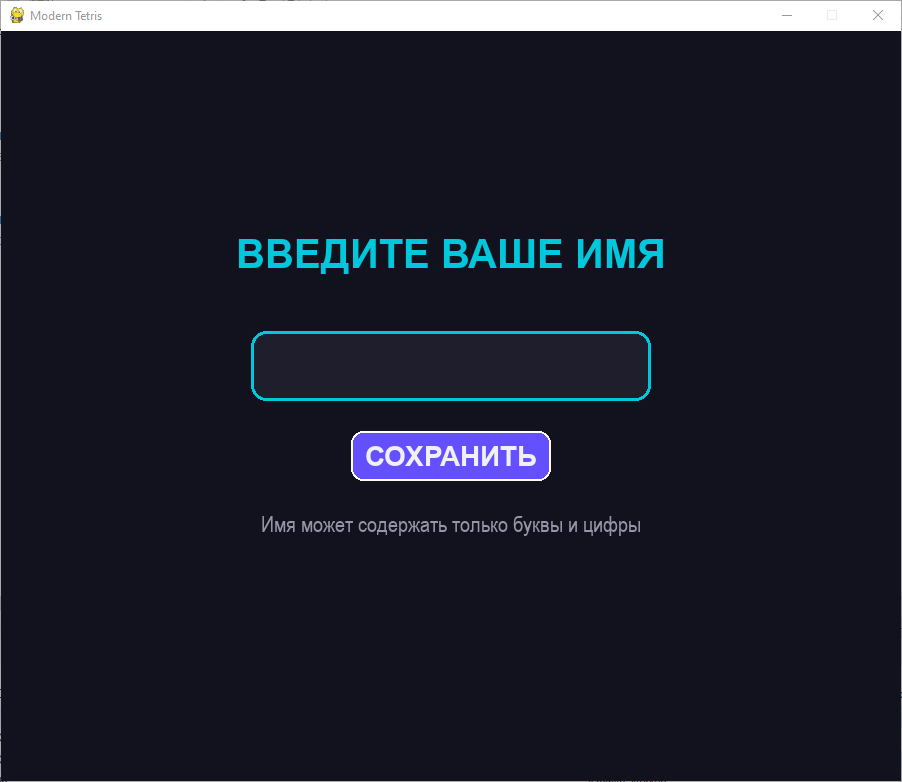 Modern Tetris
ВВЕДИТЕ ВАШЕ ИМЯ
СОХРАНИТЬ
Имя может содержать только буквы и цифры